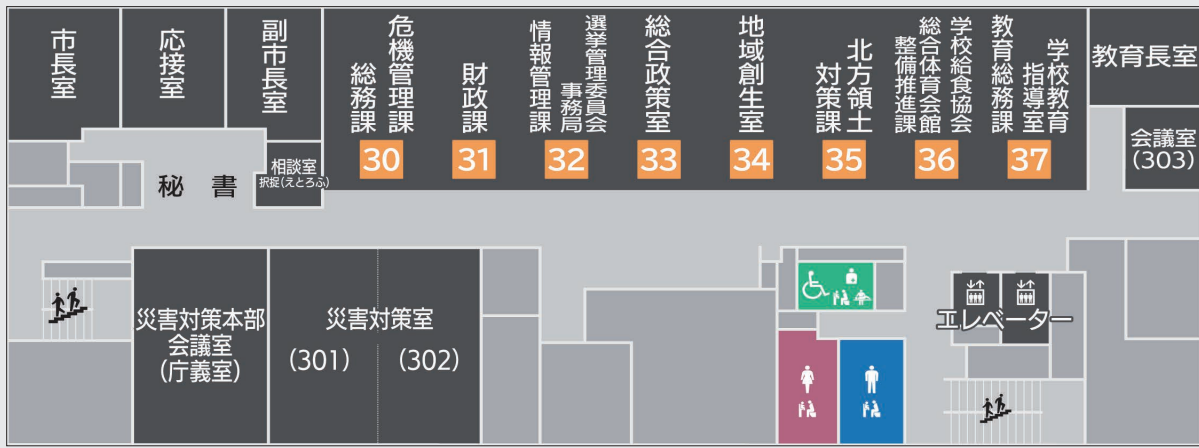 市長室
応接室
副市長室
危機管理課
総務課
30
財政課
31
選挙管理委員会
事務局
情報管理課
32
総合政策室
33
地域創生室
34
北方領土
対策課
35
学校給食協会
総合体育会館
整備推進課
36
学校教育
指導室
教育総務課
37
教育長室
会議室
(303)
相談室
択捉(えとろふ)
秘書
災害対策本部
会議室
(庁義室)
災害対策室
(301)
(302)
エレベーター